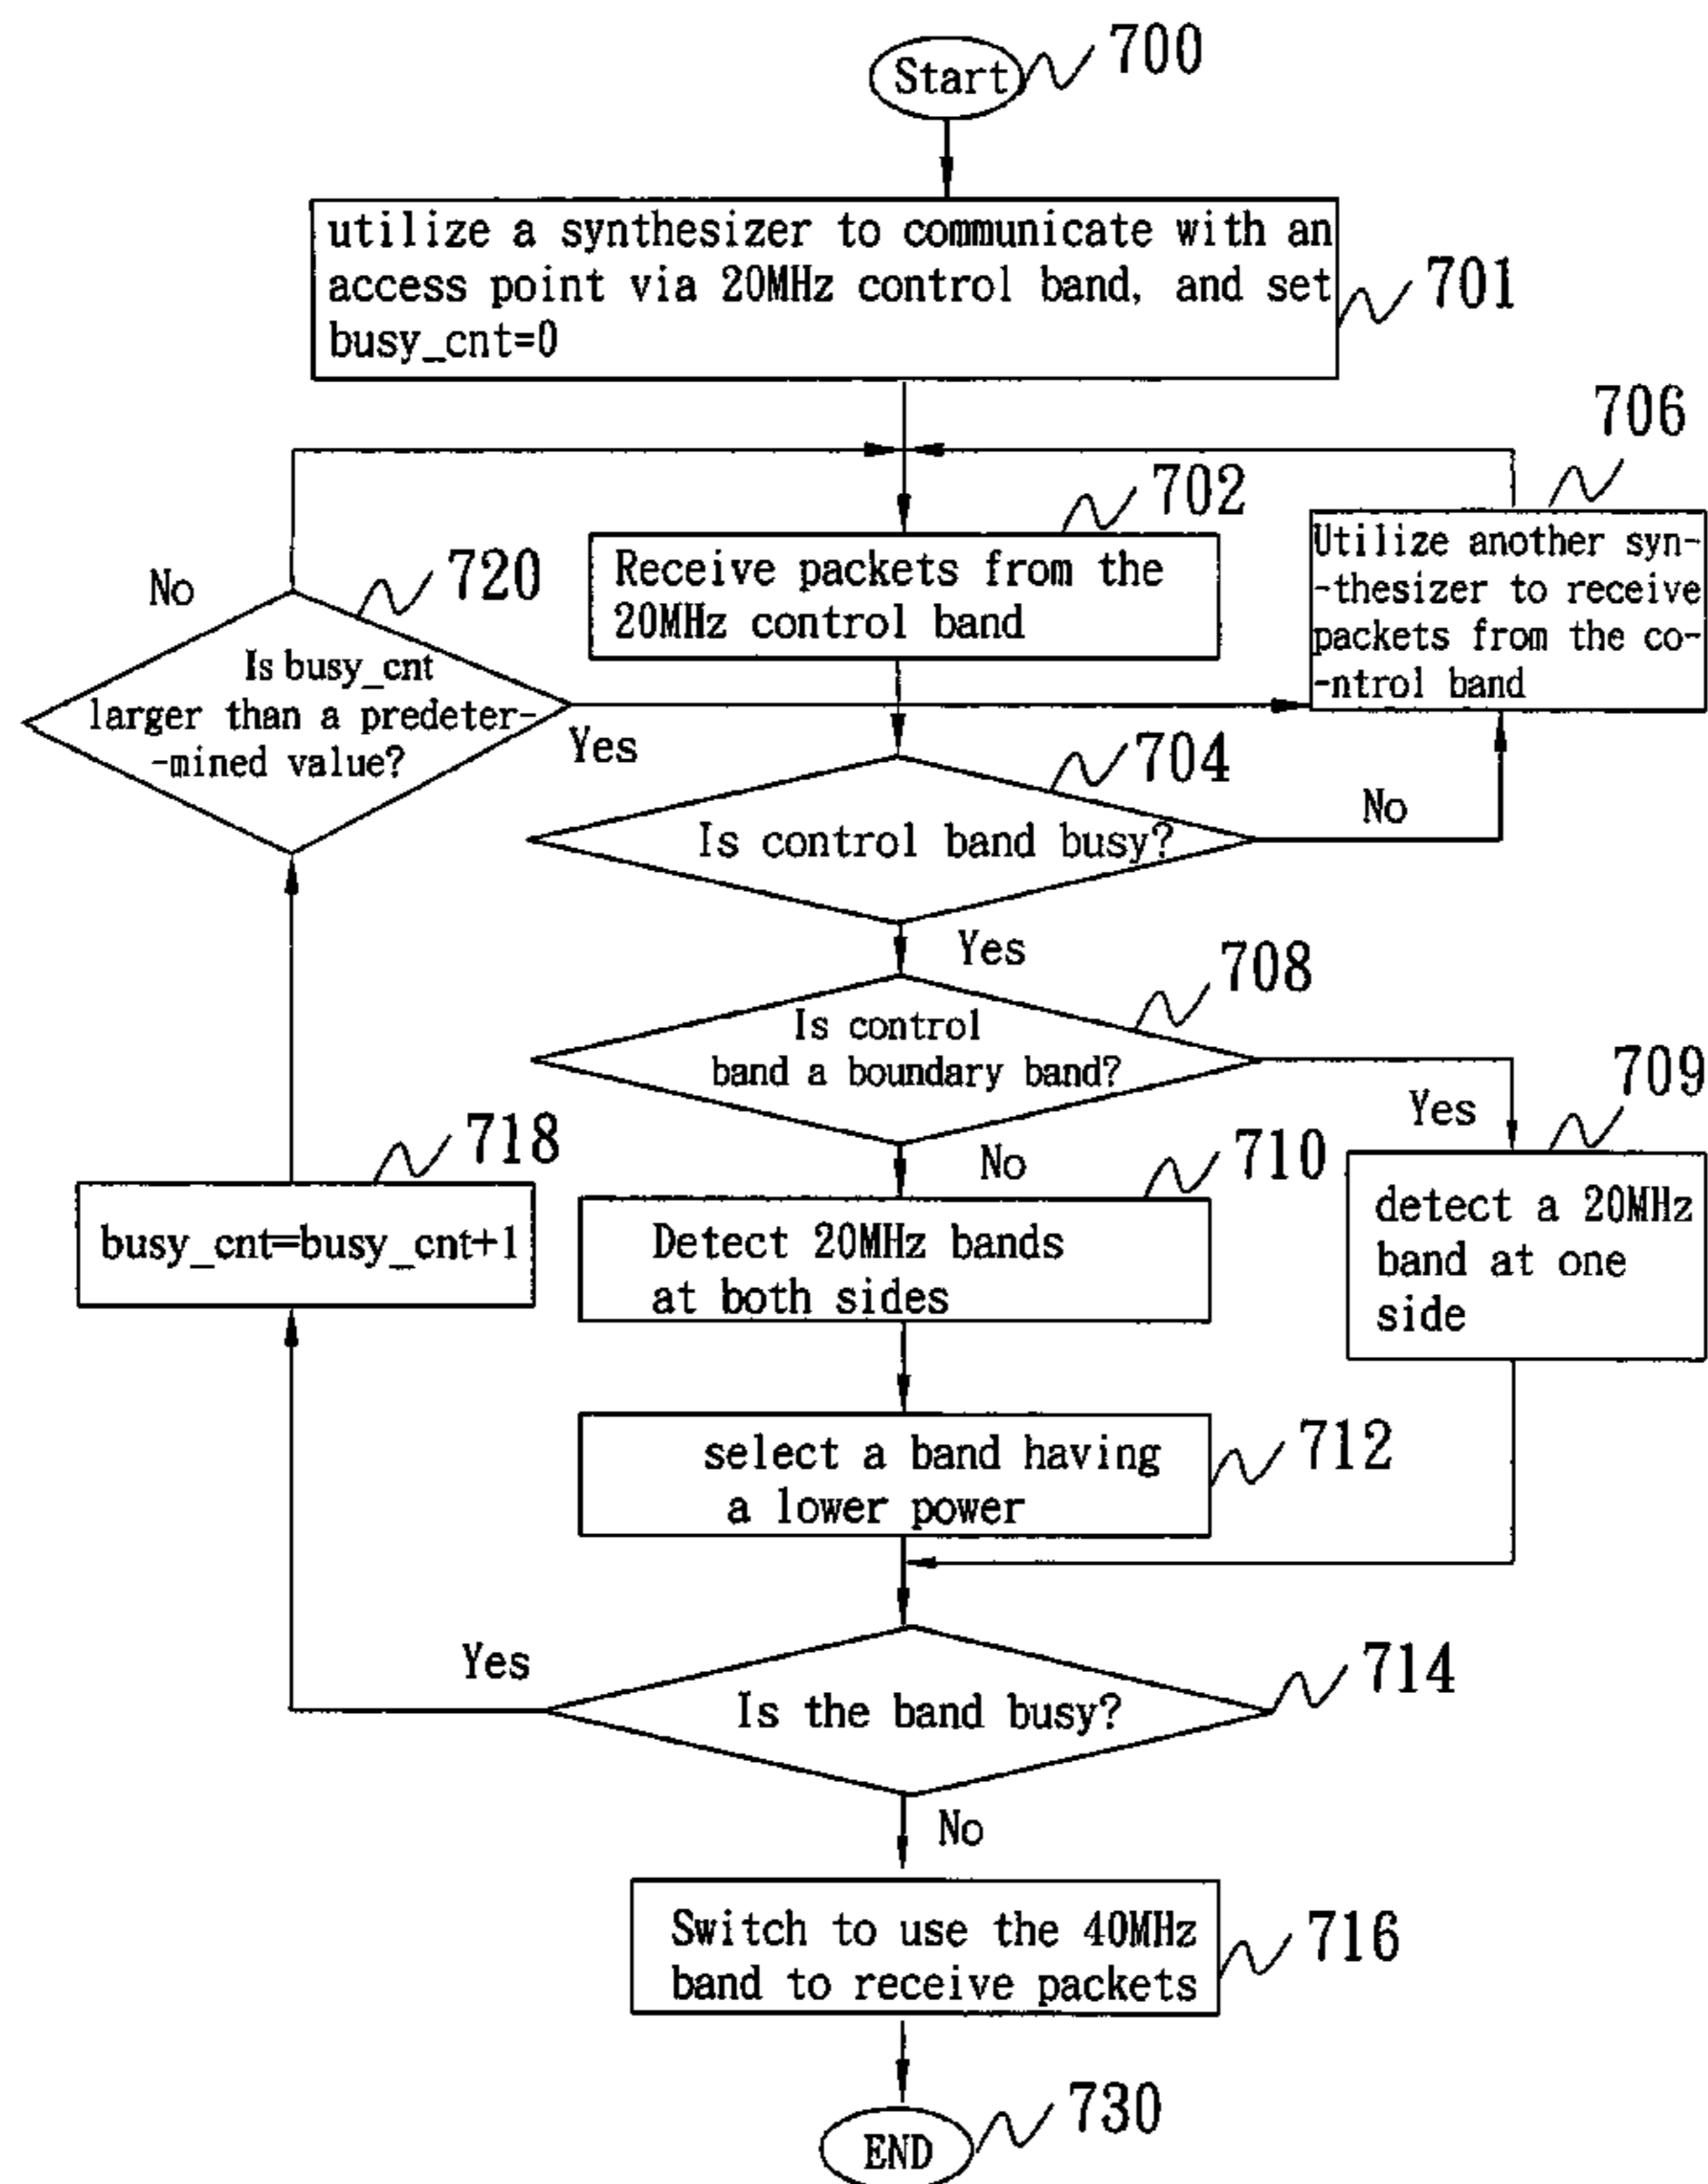 Start
700
utilize a synthesizer to communicate with an
access point via 20MHz control band, and set
busy_cnt=0
701
706
Utilize another syn-
-thesizer to receive
packets from the co-
-ntrol band
702
Receive packets from the
20MHz control band
No
720
Is busy_cnt
larger than a predeter-
-mined value?
Yes
704
Is control band busy?
No
Yes
708
Is control
band a boundary band?
Yes
709
detect a 20MHz
band at one
side
No
710
Detect 20MHz bands
at both sides
718
busy_cnt=busy_cnt+1
select a band having
a lower power
712
Yes
Is the band busy?
714
No
Switch to use the 40MHz
band to receive packets
716
END
730